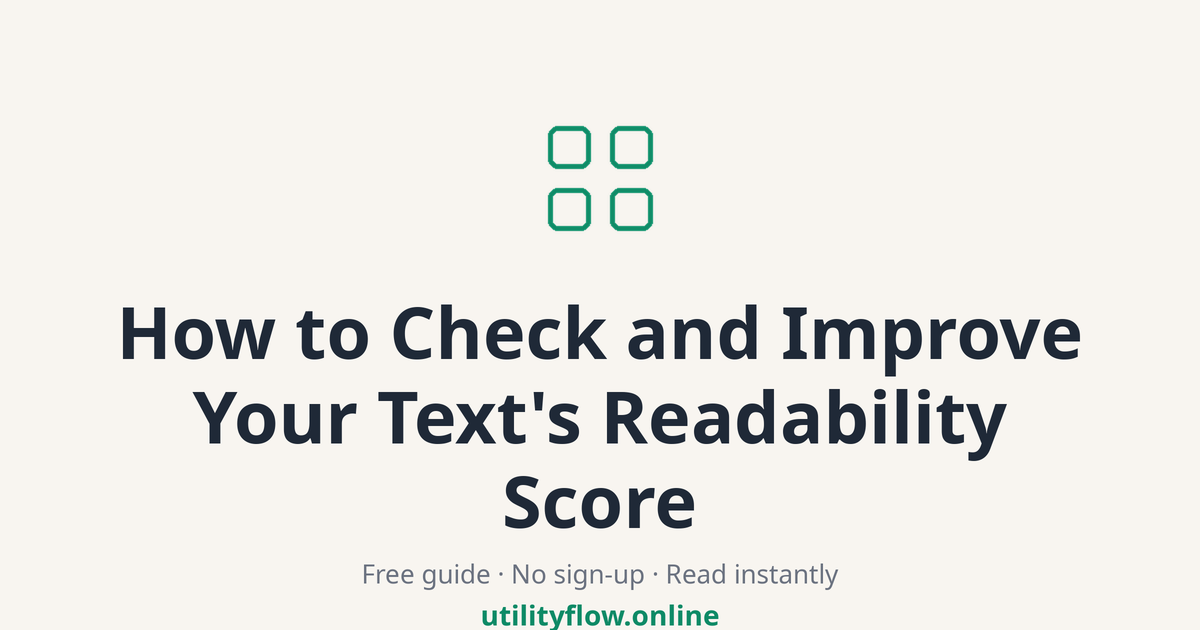 How to Check and Improve
Your Text's Readability
Score
Free guide · No sign-up · Read instantly
utilityflow.online